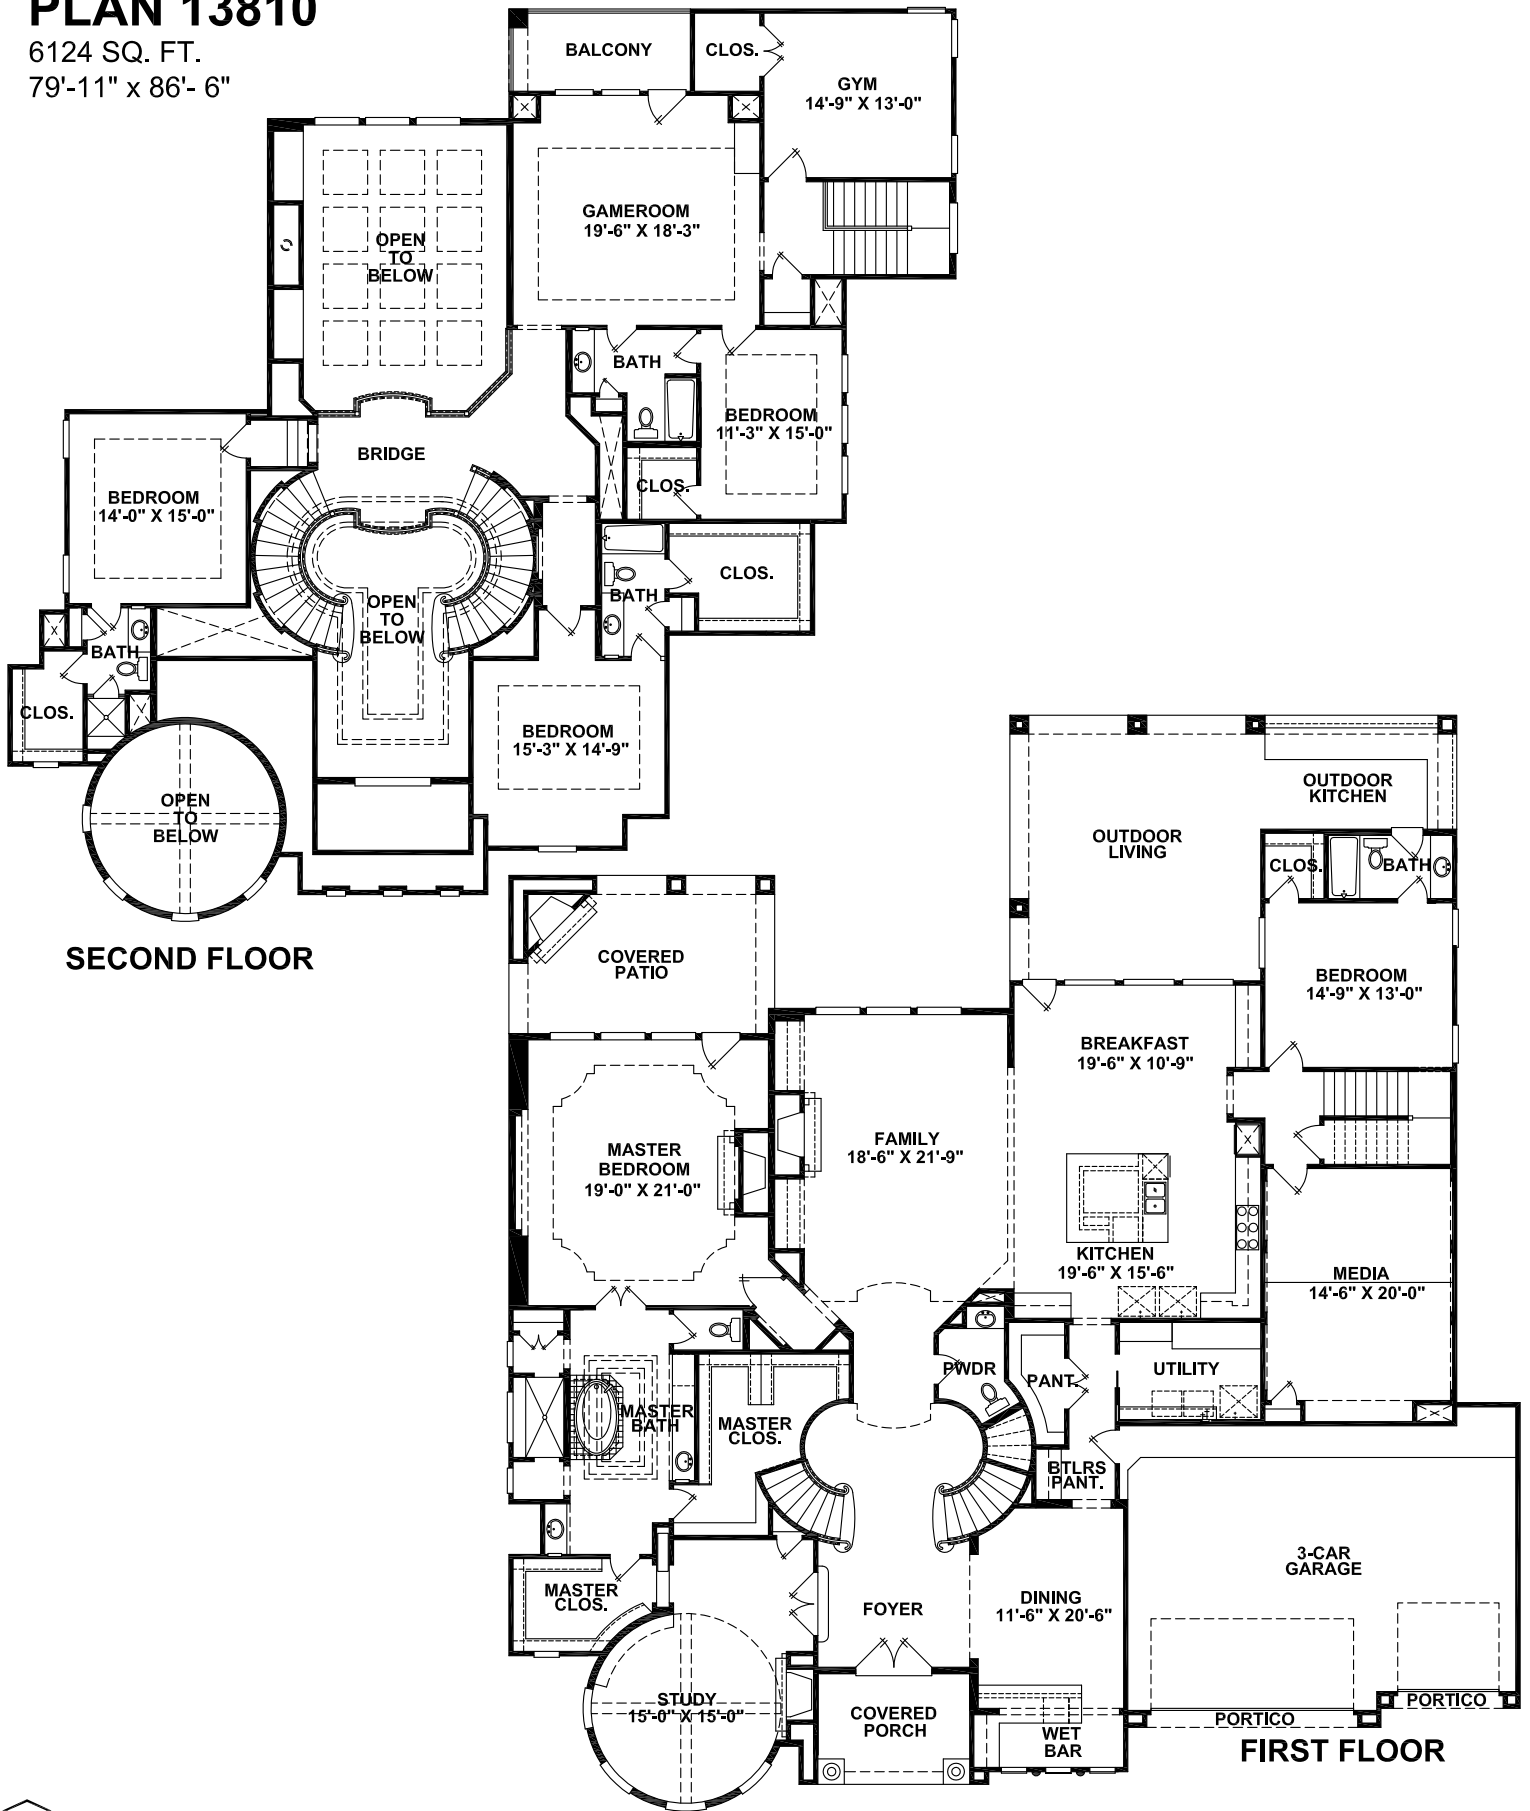 PLAN 13810
6124 SQ. FT.
79'-11" x 86'- 6"
BALCONY
CLOS.
GYM
14'-9" X 13'-0"
GAMEROOM
19'-6" X 18'-3"
OPEN
TO
BELOW
BATH
BEDROOM
11'-3" X 15'-0"
BRIDGE
CLOS.
BEDROOM
14'-0" X 15'-0"
CLOS.
BATH
OPEN
TO
BELOW
BATH
CLOS.
BEDROOM
15'-3" X 14'-9"
OPEN
TO
BELOW
SECOND FLOOR
OUTDOOR
KITCHEN
OUTDOOR
LIVING
CLOS.
BATH
COVERED
PATIO
BEDROOM
14'-9" X 13'-0"
BREAKFAST
19'-6" X 10'-9"
FAMILY
18'-6" X 21'-9"
MASTER
BEDROOM
19'-0" X 21'-0"
KITCHEN
19'-6" X 15'-6"
MEDIA
14'-6" X 20'-0"
PWDR
PANT.
UTILITY
MASTER
BATH
MASTER
CLOS.
BTLRS
PANT.
3-CAR
GARAGE
MASTER
CLOS.
FOYER
DINING
11'-6" X 20'-6"
STUDY
15'-0" X 15'-0"
COVERED
PORCH
WET
BAR
PORTICO
PORTICO
FIRST FLOOR